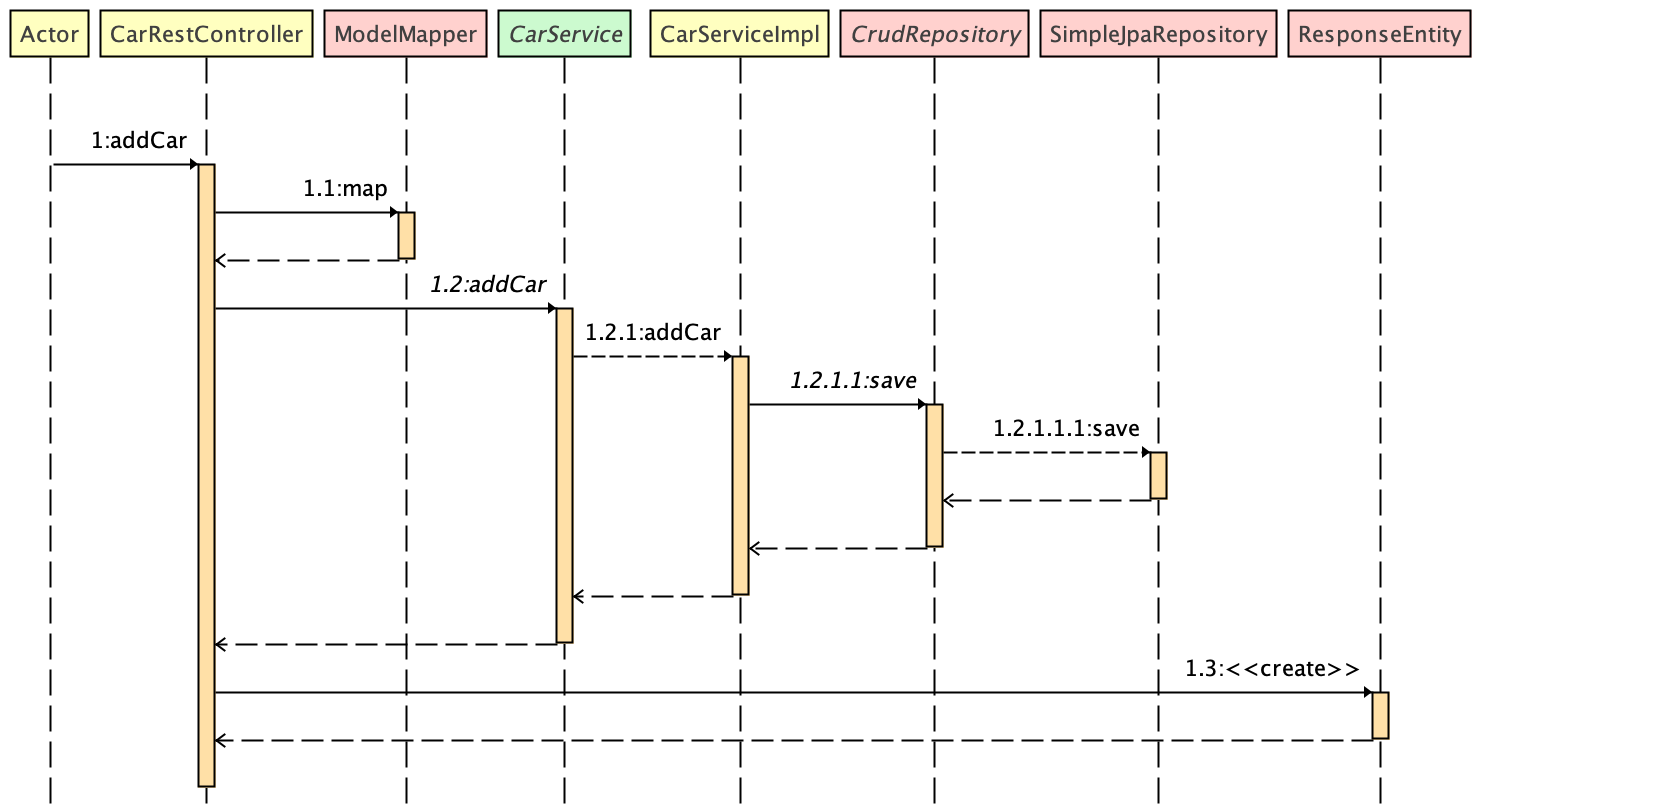 Actor CarRestController ModelMapper CarService CarServiceImpl CrudRepository SimpleJpaRepository ResponseEntity
1:addCar
1.1:map
1.2:addCar
1.2.1:addCar
1.2.1.1:save
1.2.1.1.1:save
1.3:<<create>>